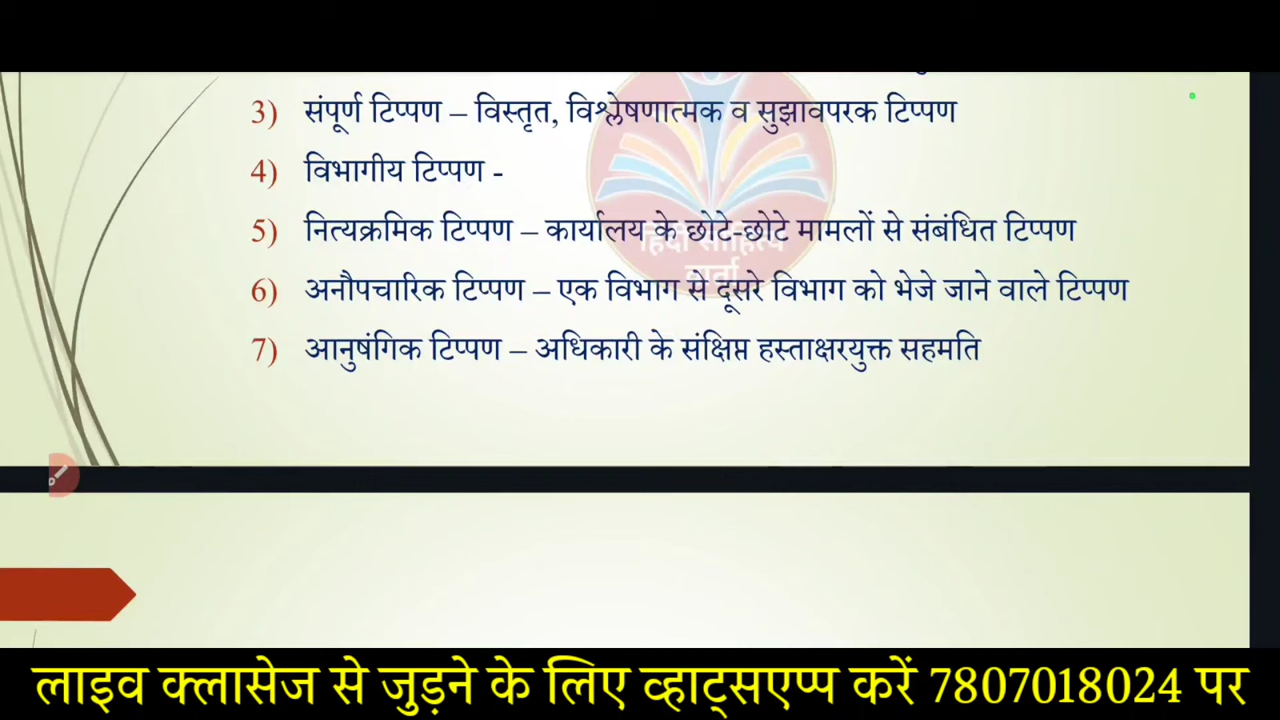 3) संपूर्ण टिप्पण – विस्तृत, विश्लेषणात्मक व सुझावपरक टिप्पण
4) विभागीय टिप्पण -
5) नित्यक्रमिक टिप्पण – कार्यालय के छोटे-छोटे मामलों से संबंधित टिप्पण
हिंदी साहित्य
वार्ता
6) अनौपचारिक टिप्पण – एक विभाग से दूसरे विभाग को भेजे जाने वाले टिप्पण
7) आनुषंगिक टिप्पण – अधिकारी के संक्षिप्त हस्ताक्षरयुक्त सहमति
लाइव क्लासेज से जुड़ने के लिए व्हाट्सएप्प करें 7807018024 पर